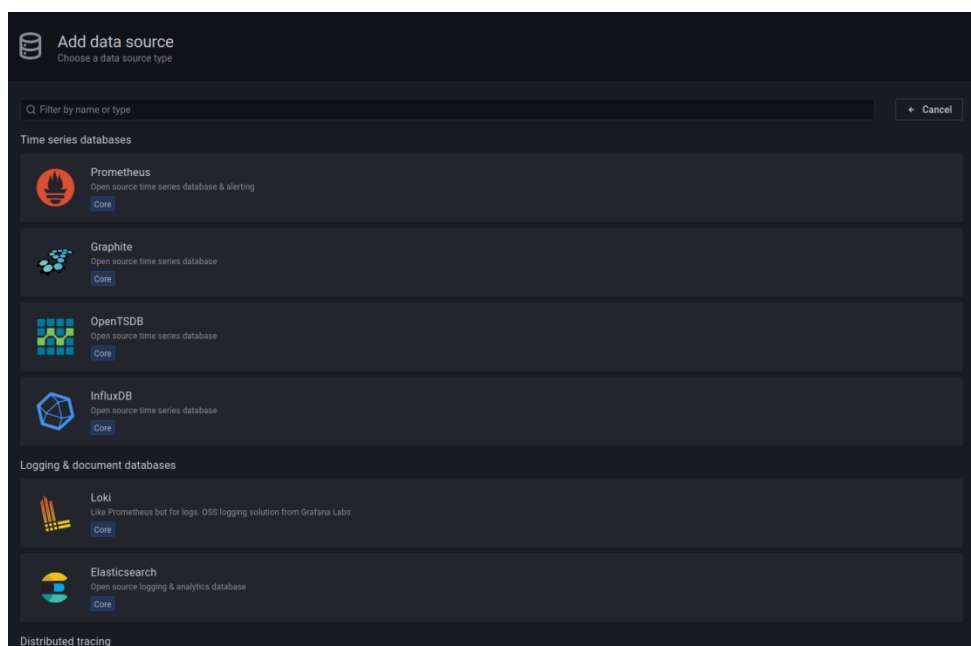 Add data source
Choose a data source type
Filter by name or type
Cancel
Time series databases
Prometheus
Open source time series database & alerting
Core
Graphite
Open source time series database
Core
OpenTSDB
Open source time series database
Core
InfluxDB
Open source time series database
Core
Logging & document databases
Loki
Like Prometheus but for logs. OSS logging solution from Grafana Labs
Core
Elasticsearch
Open source logging & analytics database
Core
Distributed tracing